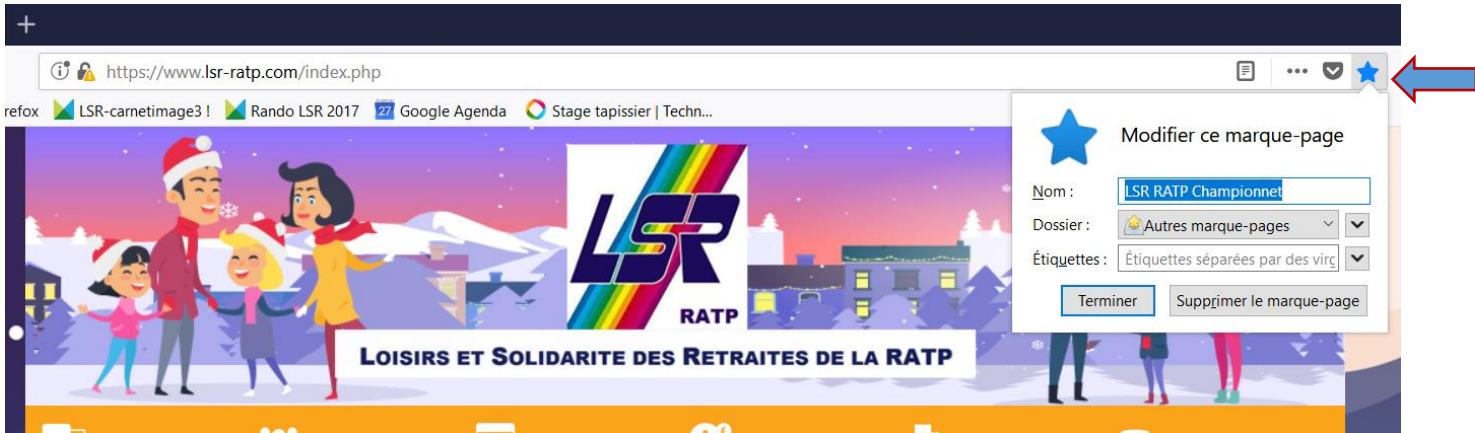 +
https://www.lsr-ratp.com/index.php
refox LSR-carnetimage3 ! Rando LSR 2017 27 Google Agenda Stage tapissier | Techn...
Modifier ce marque-page
Nom : LSR RATP Championnet
Dossier : Autres marque-pages
Étiquettes : Étiquettes séparées par des virg
Terminer Supprimer le marque-page
LSR
RATP
LOISIRS ET SOLIDARITE DES RETRAITES DE LA RATP